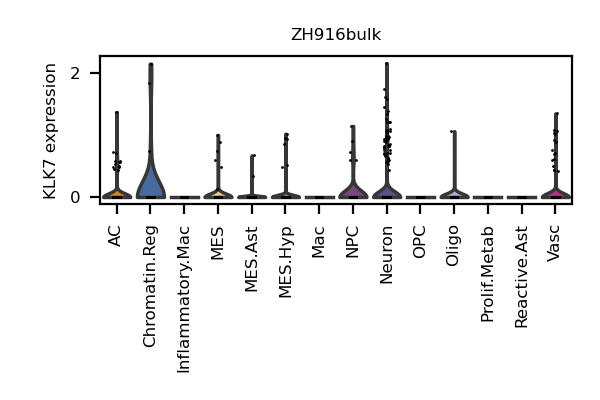 ZH916bulk
KLK7 expression
2
0
AC
Chromatin.Reg
Inflammatory.Mac
MES
MES.Ast
MES.Hyp
Mac
NPC
Neuron
OPC
Oligo
Prolif.Metab
Reactive.Ast
Vasc